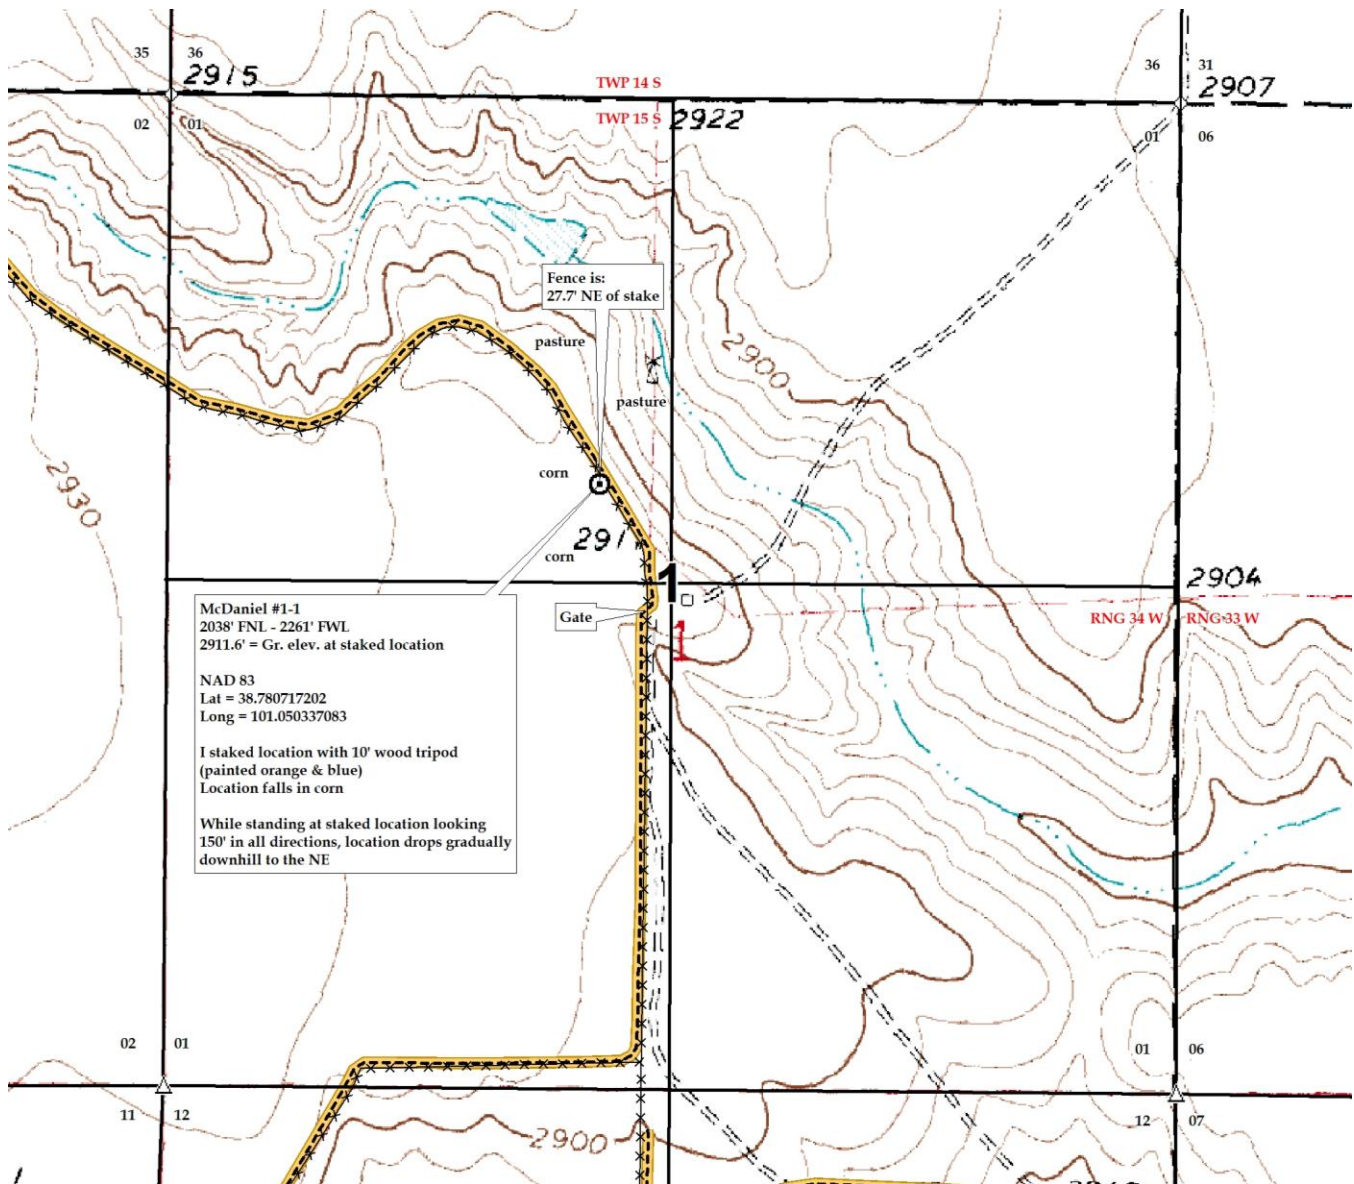 35 36
2915
TWP 14 S
36 31
2907
02 01
TWP 15 S
2922
01 06
Fence is:
27.7' NE of stake
pasture
2900
pasture
2930
corn
291
corn
1
2904
McDaniel #1-1
2038' FNL - 2261' FWL
2911.6' = Gr. elev. at staked location
NAD 83
Lat = 38.780717202
Long = 101.050337083
I staked location with 10' wood tripod
(painted orange & blue)
Location falls in corn
While standing at staked location looking
150' in all directions, location drops gradually
downhill to the NE
Gate
1
RNG 34 W RNG 33 W
02 01
01 06
11 12
12 07
2900